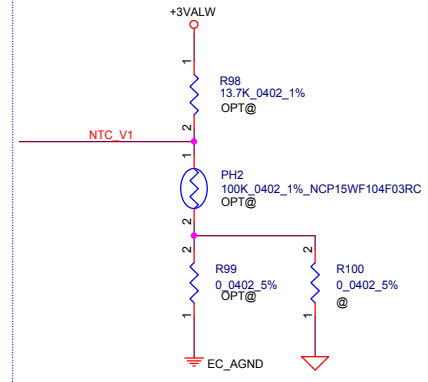 +3VALW
1
R98
13.7K_0402_1%
OPT@
2
NTC_V1
1
PH2
100K_0402_1%_NCP15WF104F03RC
OPT@
2
2
2
R99
0_0402_5%
OPT@
R100
0_0402_5%
@
1
1
EC_AGND